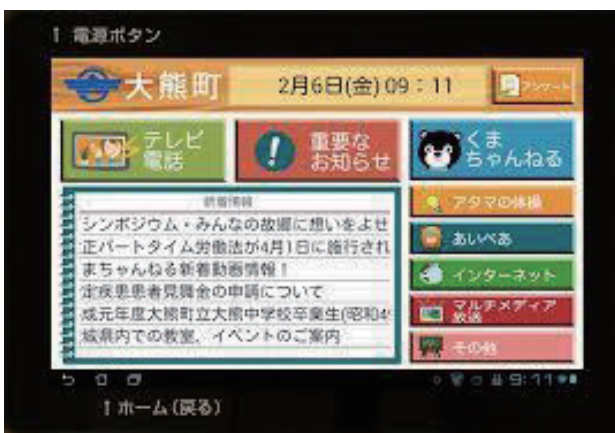 ↑ 電源ボタン
大熊町
2月6日(金) 09：11
アンケート
テレビ
電話
重要な
お知らせ
くま
ちゃんねる
新着情報
シンポジウム・みんなの故郷に想いをよせ
正パートタイム労働法が4月1日に施行され
まちゃんねる新着動画情報！
定疾患患者見舞金の申請について
成元年度大熊町立大熊中学校卒業生(昭和4
城県内での教室、イベントのご案内
アタマの体操
あいべあ
インターネット
マルチメディア
放送
その他
9:11
↑ホーム(戻る)